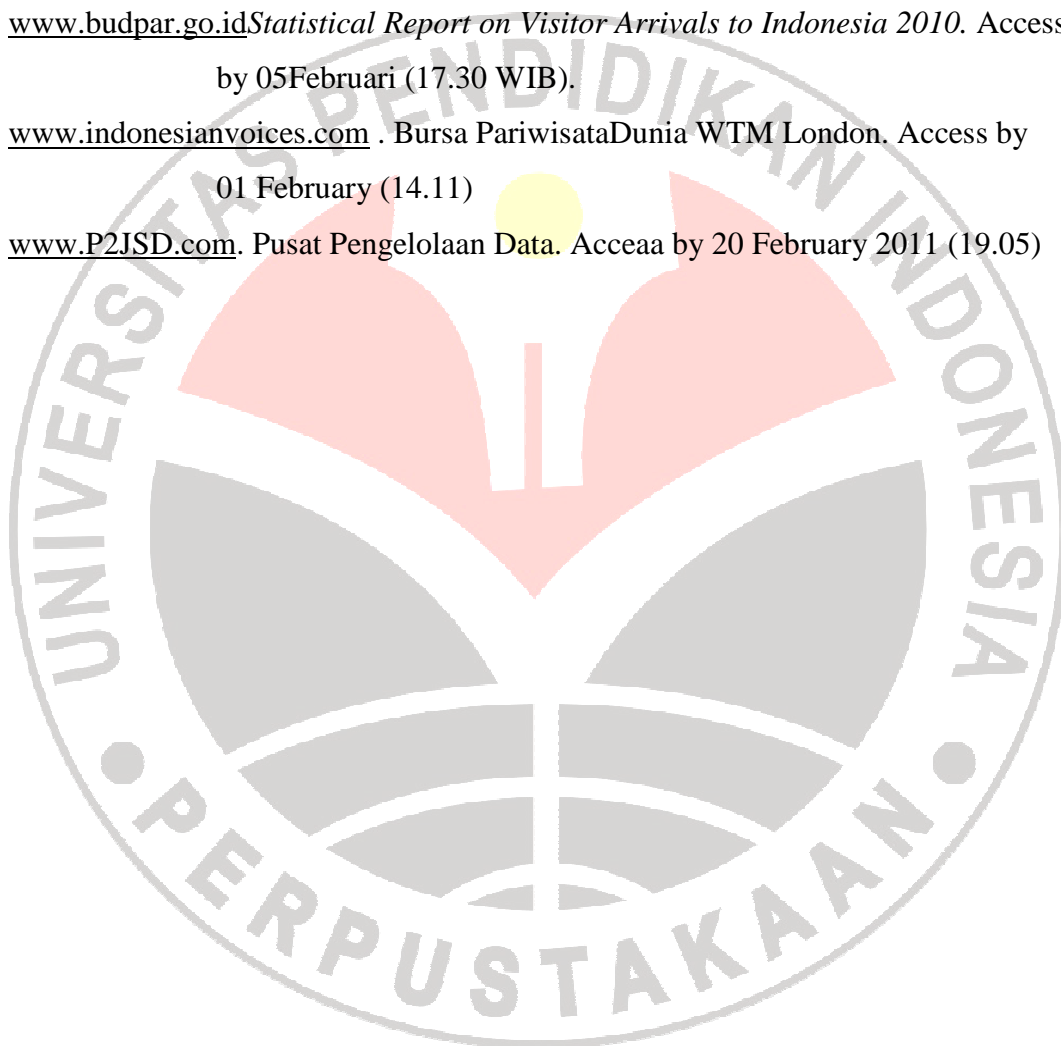 www.budpar.go.idStatistical Report on Visitor Arrivals to Indonesia 2010. Access
by 05Februari (17.30 WIB).
www.indonesianvoices.com . Bursa PariwisataDunia WTM London. Access by
01 February (14.11)
www.P2JSD.com. Pusat Pengelolaan Data. Acceaa by 20 February 2011 (19.05)
UNIVERSITAS PENDIDIKAN INDONESIA
PERPUSTAKAAN